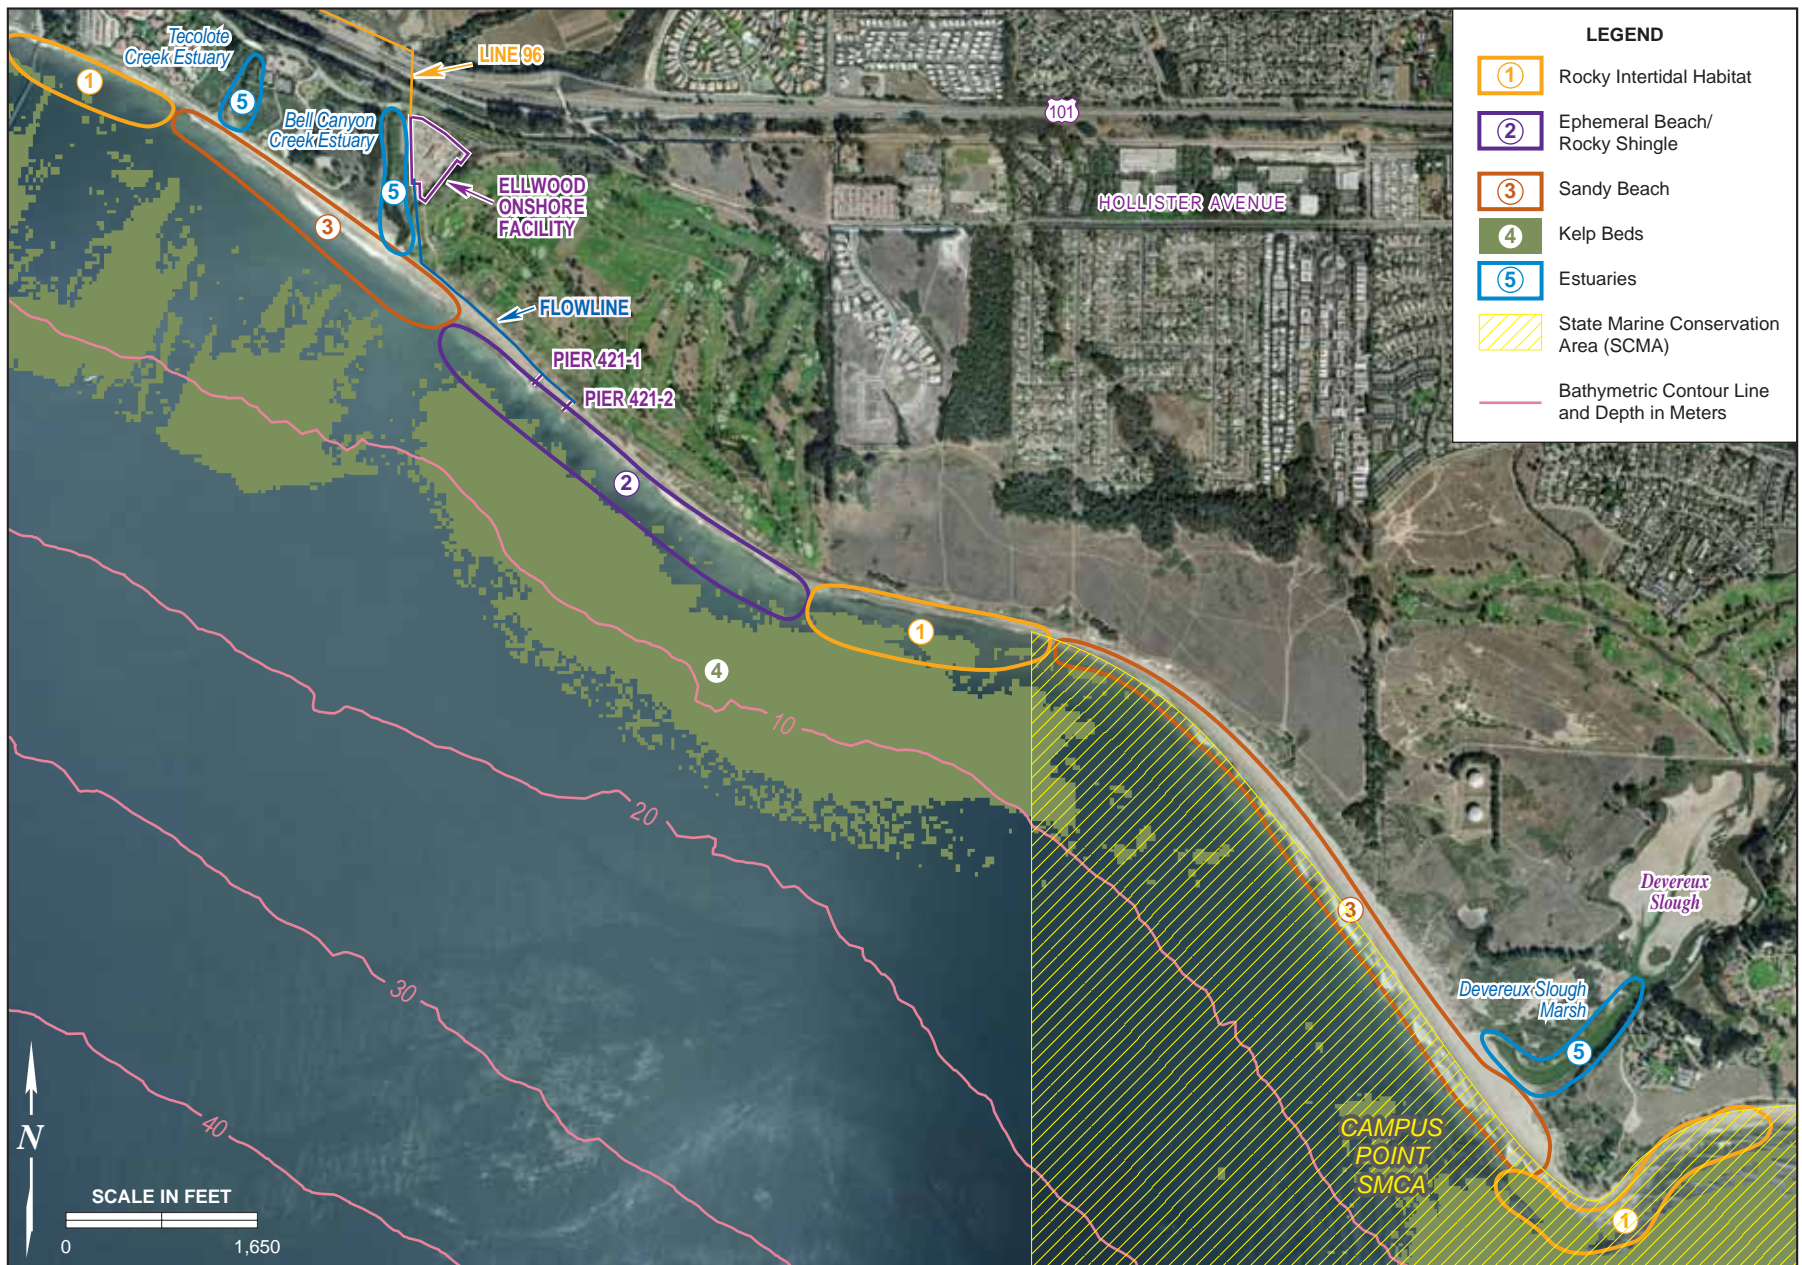 Tecolote
Creek Estuary
1
5
LINE 96
Bell Canyon
Creek Estuary
5
ELLWOOD
ONSHORE
FACILITY
3
101
HOLLISTER AVENUE
FLOWLINE
PIER 421-1
PIER 421-2
2
1
4
10
20
30
40
3
Devereux
Slough
Devereux Slough
Marsh
5
CAMPUS
POINT
SMCA
1
N
SCALE IN FEET
0 1,650
LEGEND
1 Rocky Intertidal Habitat
2 Ephemeral Beach/
Rocky Shingle
3 Sandy Beach
4 Kelp Beds
5 Estuaries
State Marine Conservation
Area (SCMA)
Bathymetric Contour Line
and Depth in Meters